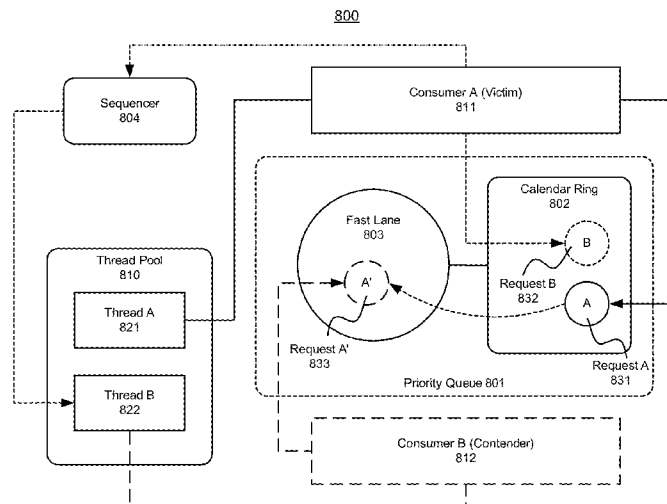 800
Sequencer
804
Consumer A (Victim)
811
Calendar Ring
802
Fast Lane
803
B
Thread Pool
810
A'
Request B
832
Thread A
821
A
Request A'
833
Request A
831
Thread B
822
Priority Queue 801
Consumer B (Contender)
812